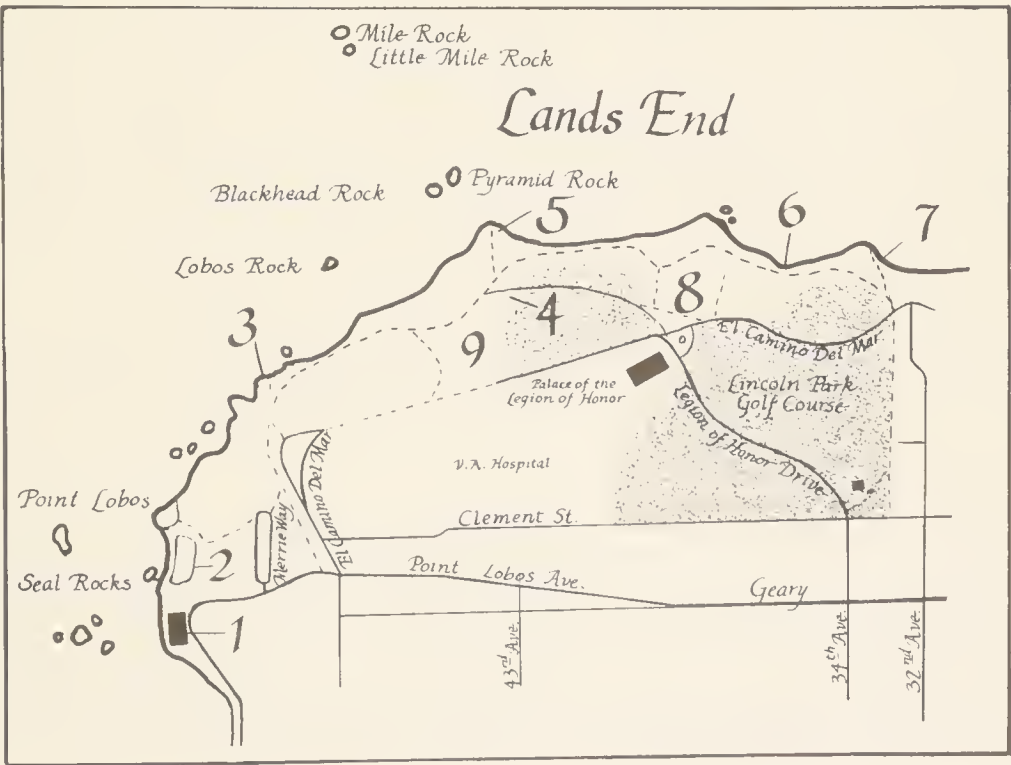 Mile Rock
Little Mile Rock
Lands End
Blackhead Rock
Pyramid Rock
5
6
7
Lobos Rock
3
4
8
9
El Camino Del Mar
Palace of the
Legion of Honor
Lincoln Park
Golf Course
Legion of Honor Drive
V.A. Hospital
El Camino Del Mar
Point Lobos
Clement St.
Merrie Way
2
Seal Rocks
Point Lobos Ave.
Geary
1
43rd Ave.
34th Ave.
32nd Ave.